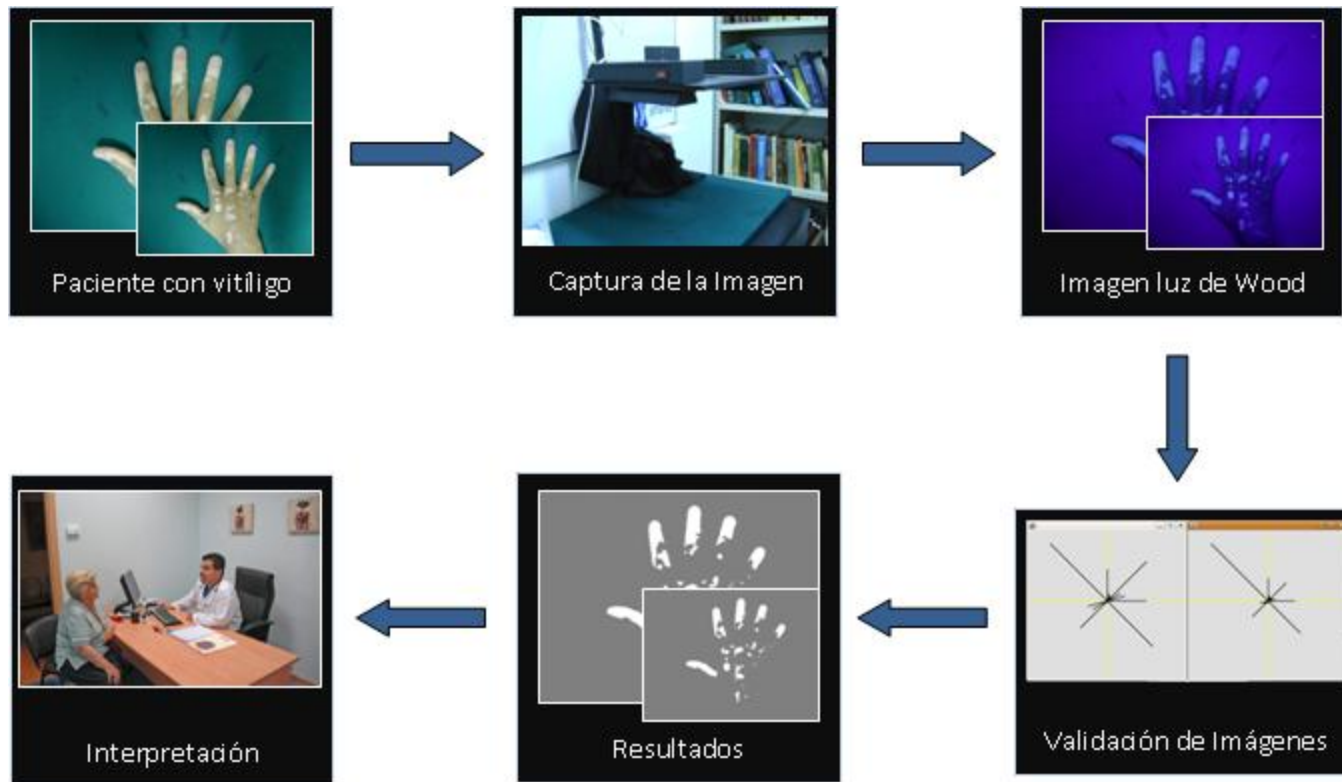 Paciente con vitíligo
Captura de la Imagen
Imagen luz de Wood
Validación de Imágenes
Resultados
Interpretación